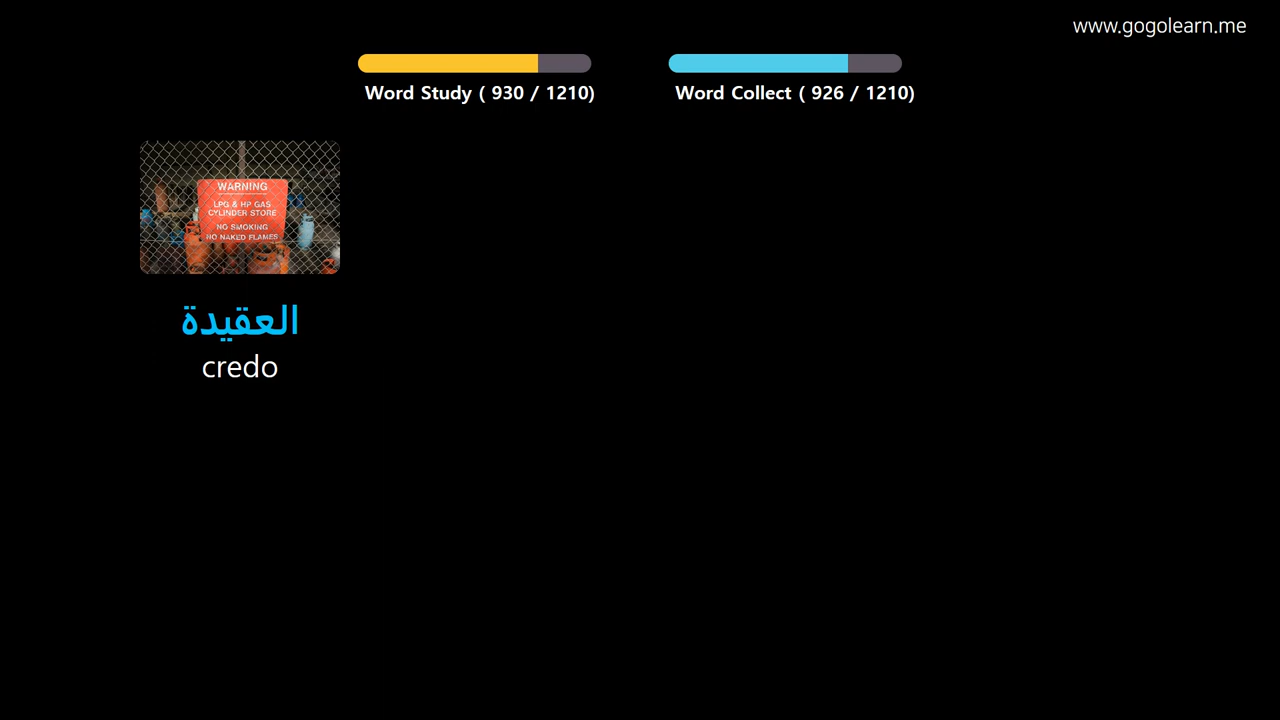 www.gogolearn.me
Word Study ( 930 / 1210)
Word Collect ( 926 / 1210)
WARNING
LPG & HP GAS
CYLINDER STORE
NO SMOKING
NO NAKED FLAMES
العقيدة
credo